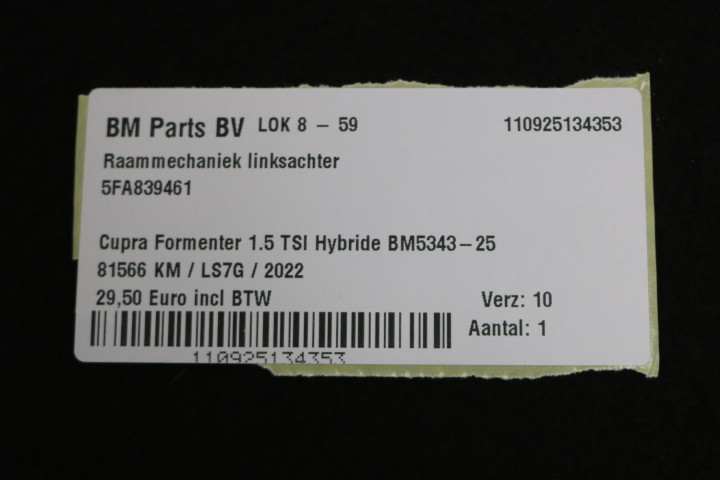 BM Parts BV LOK 8 - 59 110925134353
Raammechaniek linksachter
5FA839461
Cupra Formenter 1.5 TSI Hybride BM5343-25
81566 KM / LS7G / 2022
29,50 Euro incl BTW Verz: 10
Aantal: 1
110925134353